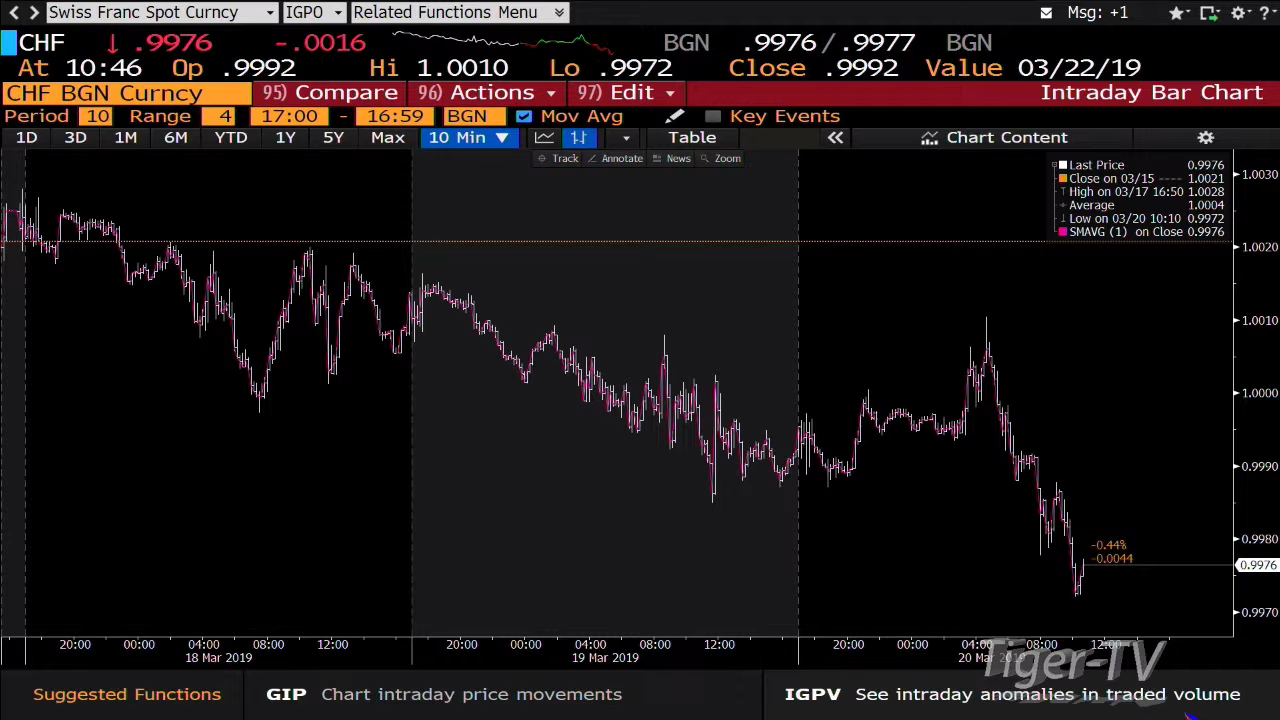 Swiss Franc Spot Curncy IGPO Related Functions Menu Msg: +1
CHF ↓ .9976 -.0016 BGN .9976 / .9977 BGN
At 10:46 Op .9992 Hi 1.0010 Lo .9972 Close .9992 Value 03/22/19
CHF BGN Curncy 95) Compare 96) Actions 97) Edit Intraday Bar Chart
Period 10 Range 4 17:00 - 16:59 BGN Mov Avg Key Events
1D 3D 1M 6M YTD 1Y 5Y Max 10 Min ▼ Table « Chart Content
Track Annotate News Zoom
Last Price 0.9976
Close on 03/15 ---- 1.0021
High on 03/17 16:50 1.0028
Average 1.0004
Low on 03/20 10:10 0.9972
SMAVG (1) on Close 0.9976
1.0030
1.0020
1.0010
1.0000
0.9990
0.9980
-0.44%
-0.0044
0.9976
0.9970
20:00 00:00 04:00 08:00 12:00 20:00 00:00 04:00 08:00 12:00 20:00 00:00 04:00 08:00 12:00
18 Mar 2019 19 Mar 2019 20 Mar 2019
Tiger-TV
Suggested Functions GIP Chart intraday price movements IGPV See intraday anomalies in traded volume